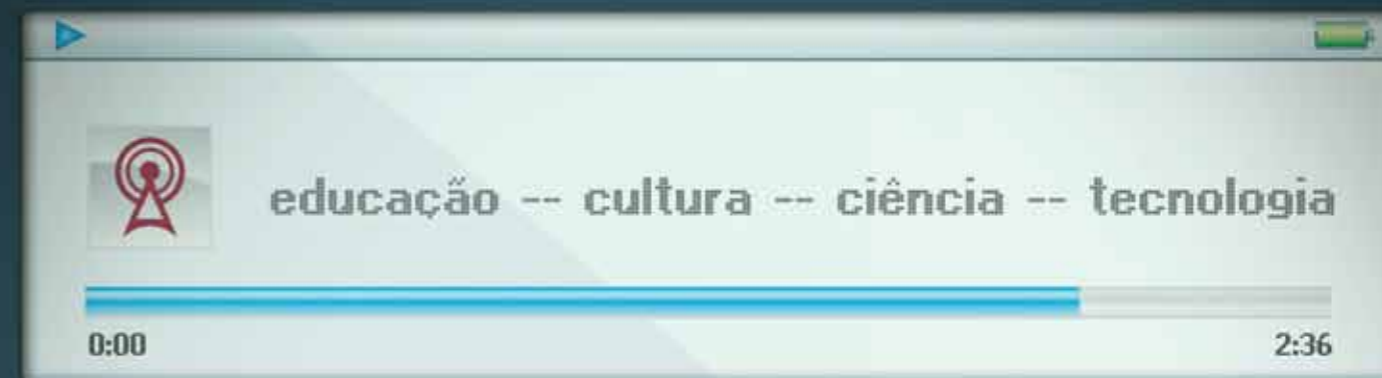 educação -- cultura -- ciência -- tecnologia
0:00
2:36